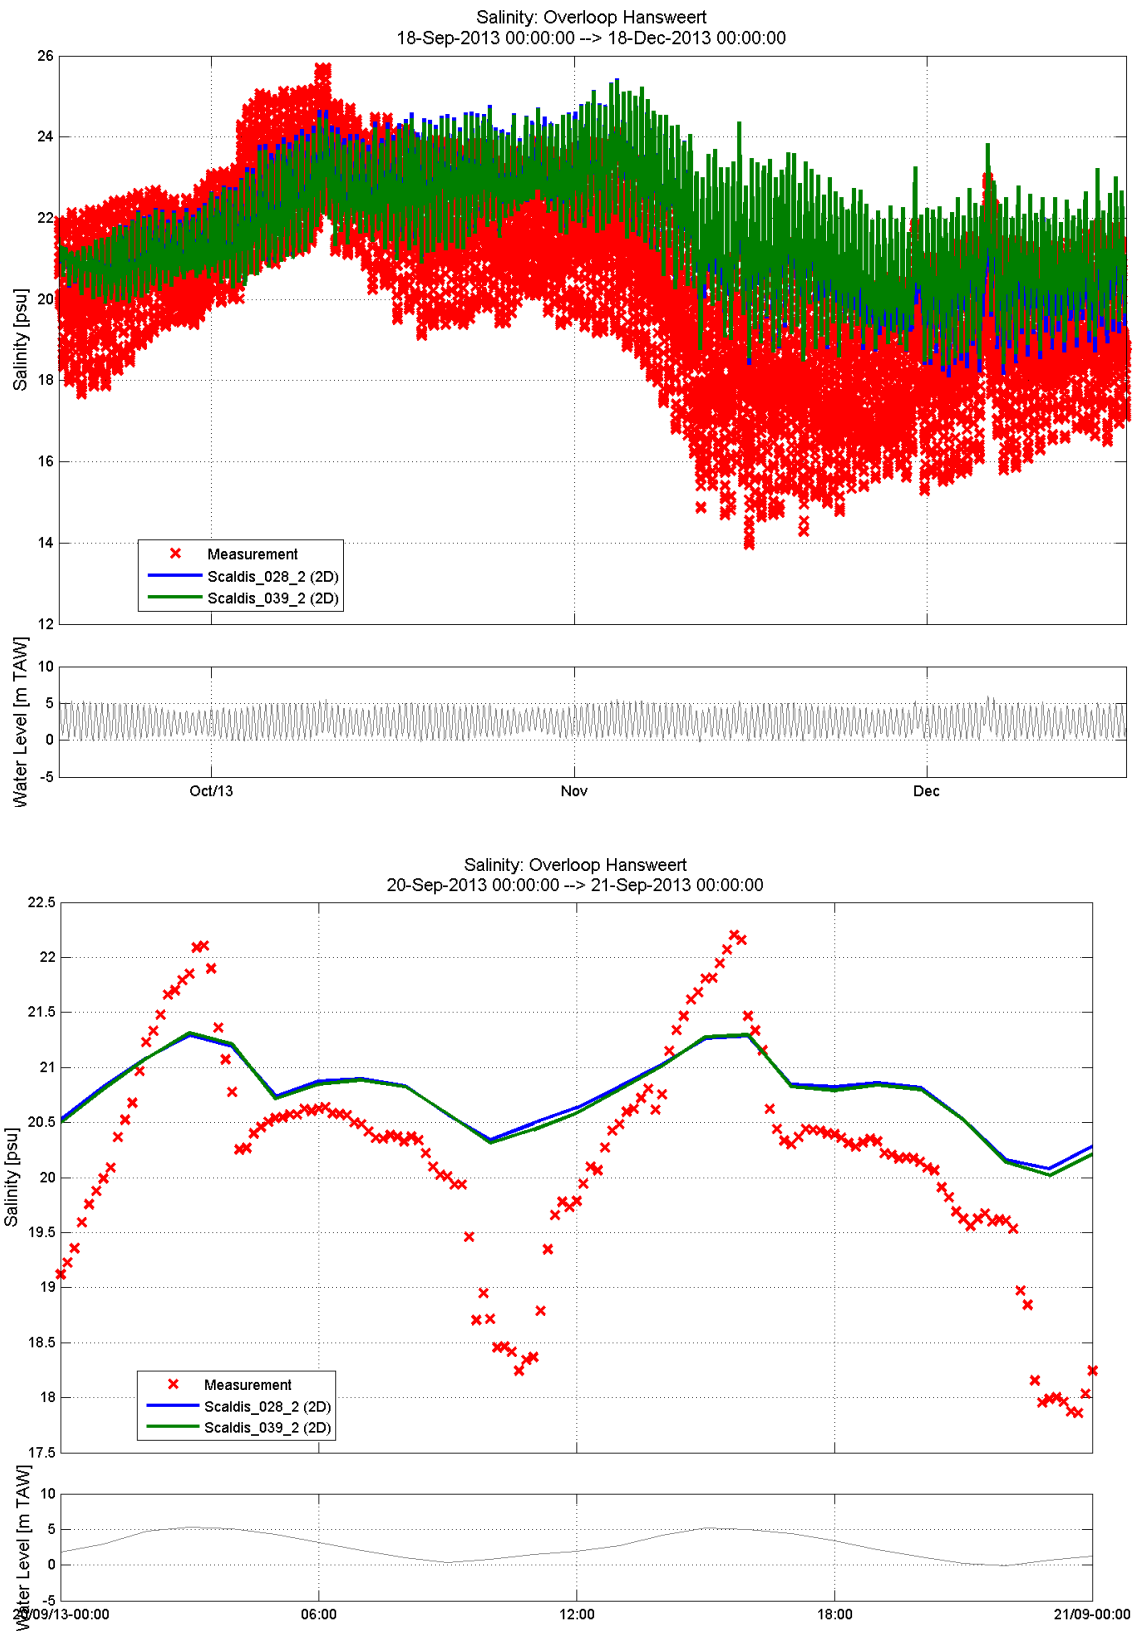 Salinity: Overloop Hansweert
18-Sep-2013 00:00:00 --> 18-Dec-2013 00:00:00
26
24
22
20
18
16
14
12
Salinity [psu]
Measurement
Scaldis_028_2 (2D)
Scaldis_039_2 (2D)
10
5
0
-5
Water Level [m TAW]
Oct/13
Nov
Dec
Salinity: Overloop Hansweert
20-Sep-2013 00:00:00 --> 21-Sep-2013 00:00:00
22.5
22
21.5
21
20.5
20
19.5
19
18.5
18
17.5
Salinity [psu]
Measurement
Scaldis_028_2 (2D)
Scaldis_039_2 (2D)
10
5
0
-5
Water Level [m TAW]
20/09/13-00:00
06:00
12:00
18:00
21/09-00:00